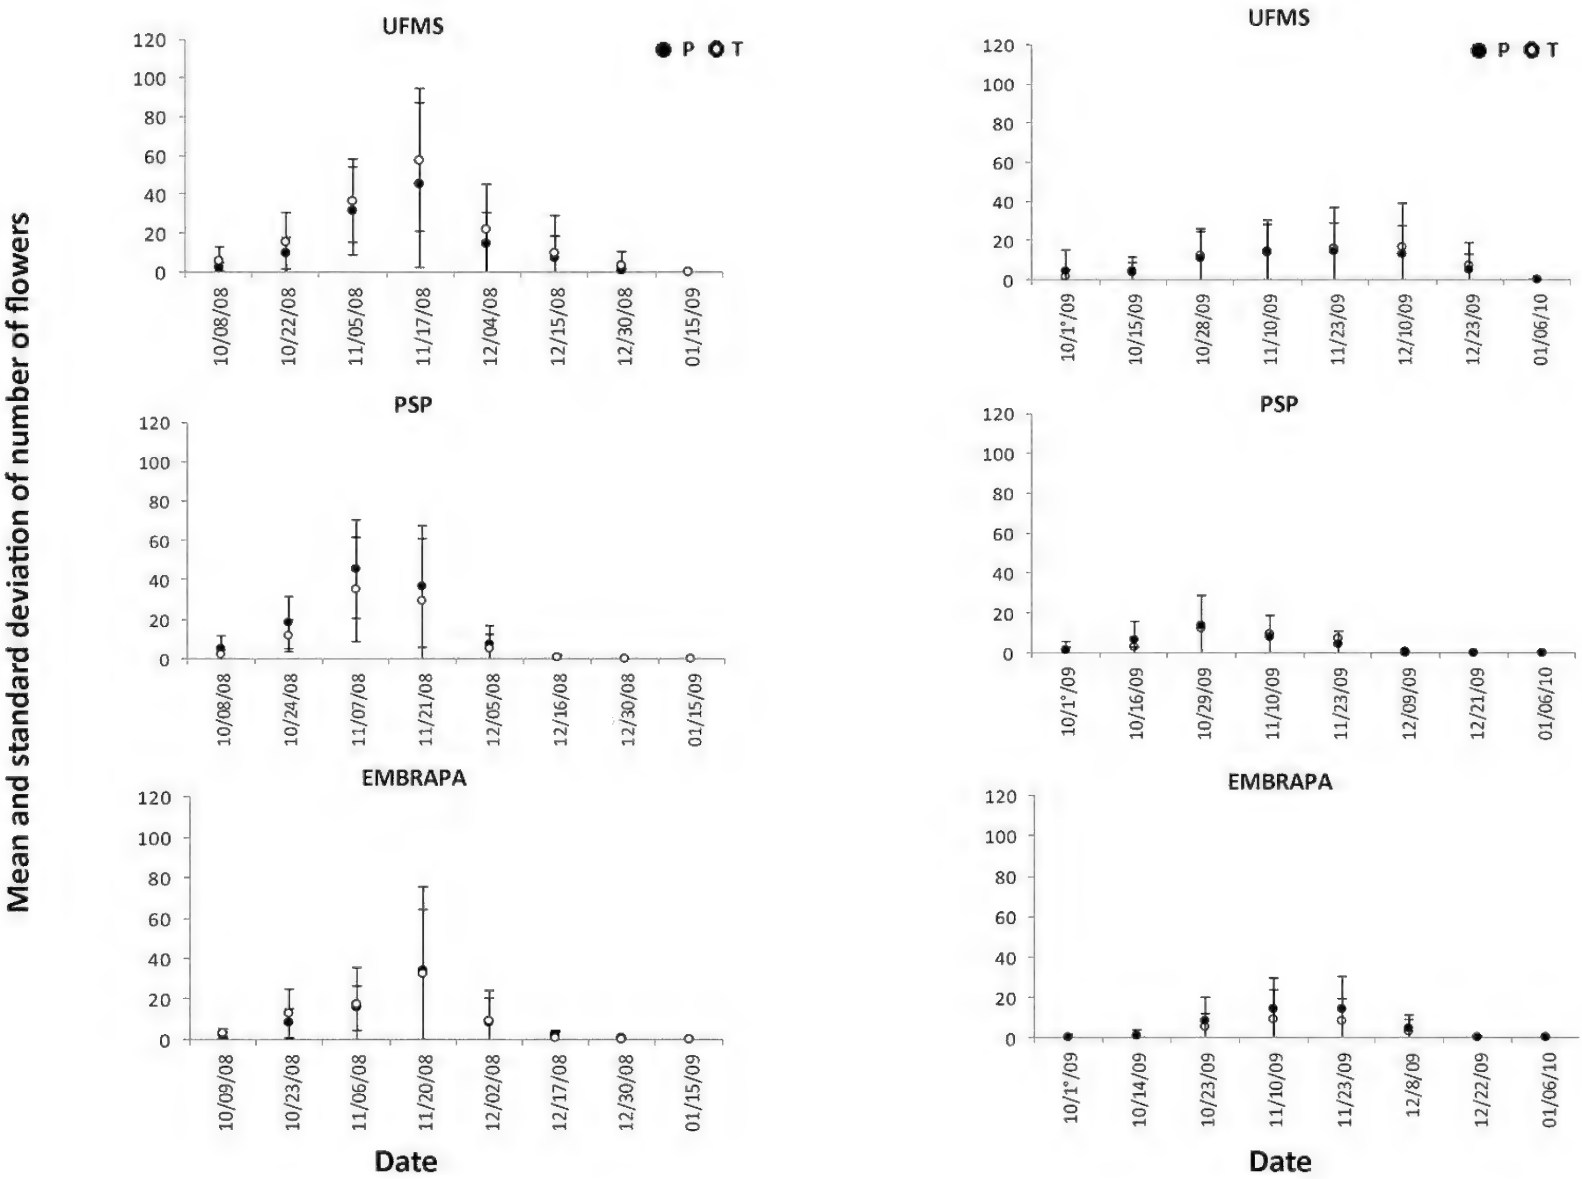 Mean and standard deviation of number of flowers
UFMS
P T
120
100
80
60
40
20
0
10/08/08 10/22/08 11/05/08 11/17/08 12/04/08 12/15/08 12/30/08 01/15/09
UFMS
P T
120
100
80
60
40
20
0
10/1°/09 10/15/09 10/28/09 11/10/09 11/23/09 12/10/09 12/23/09 01/06/10
PSP
120
100
80
60
40
20
0
10/08/08 10/24/08 11/07/08 11/21/08 12/05/08 12/16/08 12/30/08 01/15/09
PSP
120
100
80
60
40
20
0
10/1°/09 10/16/09 10/29/09 11/10/09 11/23/09 12/09/09 12/21/09 01/06/10
EMBRAPA
120
100
80
60
40
20
0
10/09/08 10/23/08 11/06/08 11/20/08 12/02/08 12/17/08 12/30/08 01/15/09
Date
EMBRAPA
120
100
80
60
40
20
0
10/1°/09 10/14/09 10/23/09 11/10/09 11/23/09 12/8/09 12/22/09 01/06/10
Date